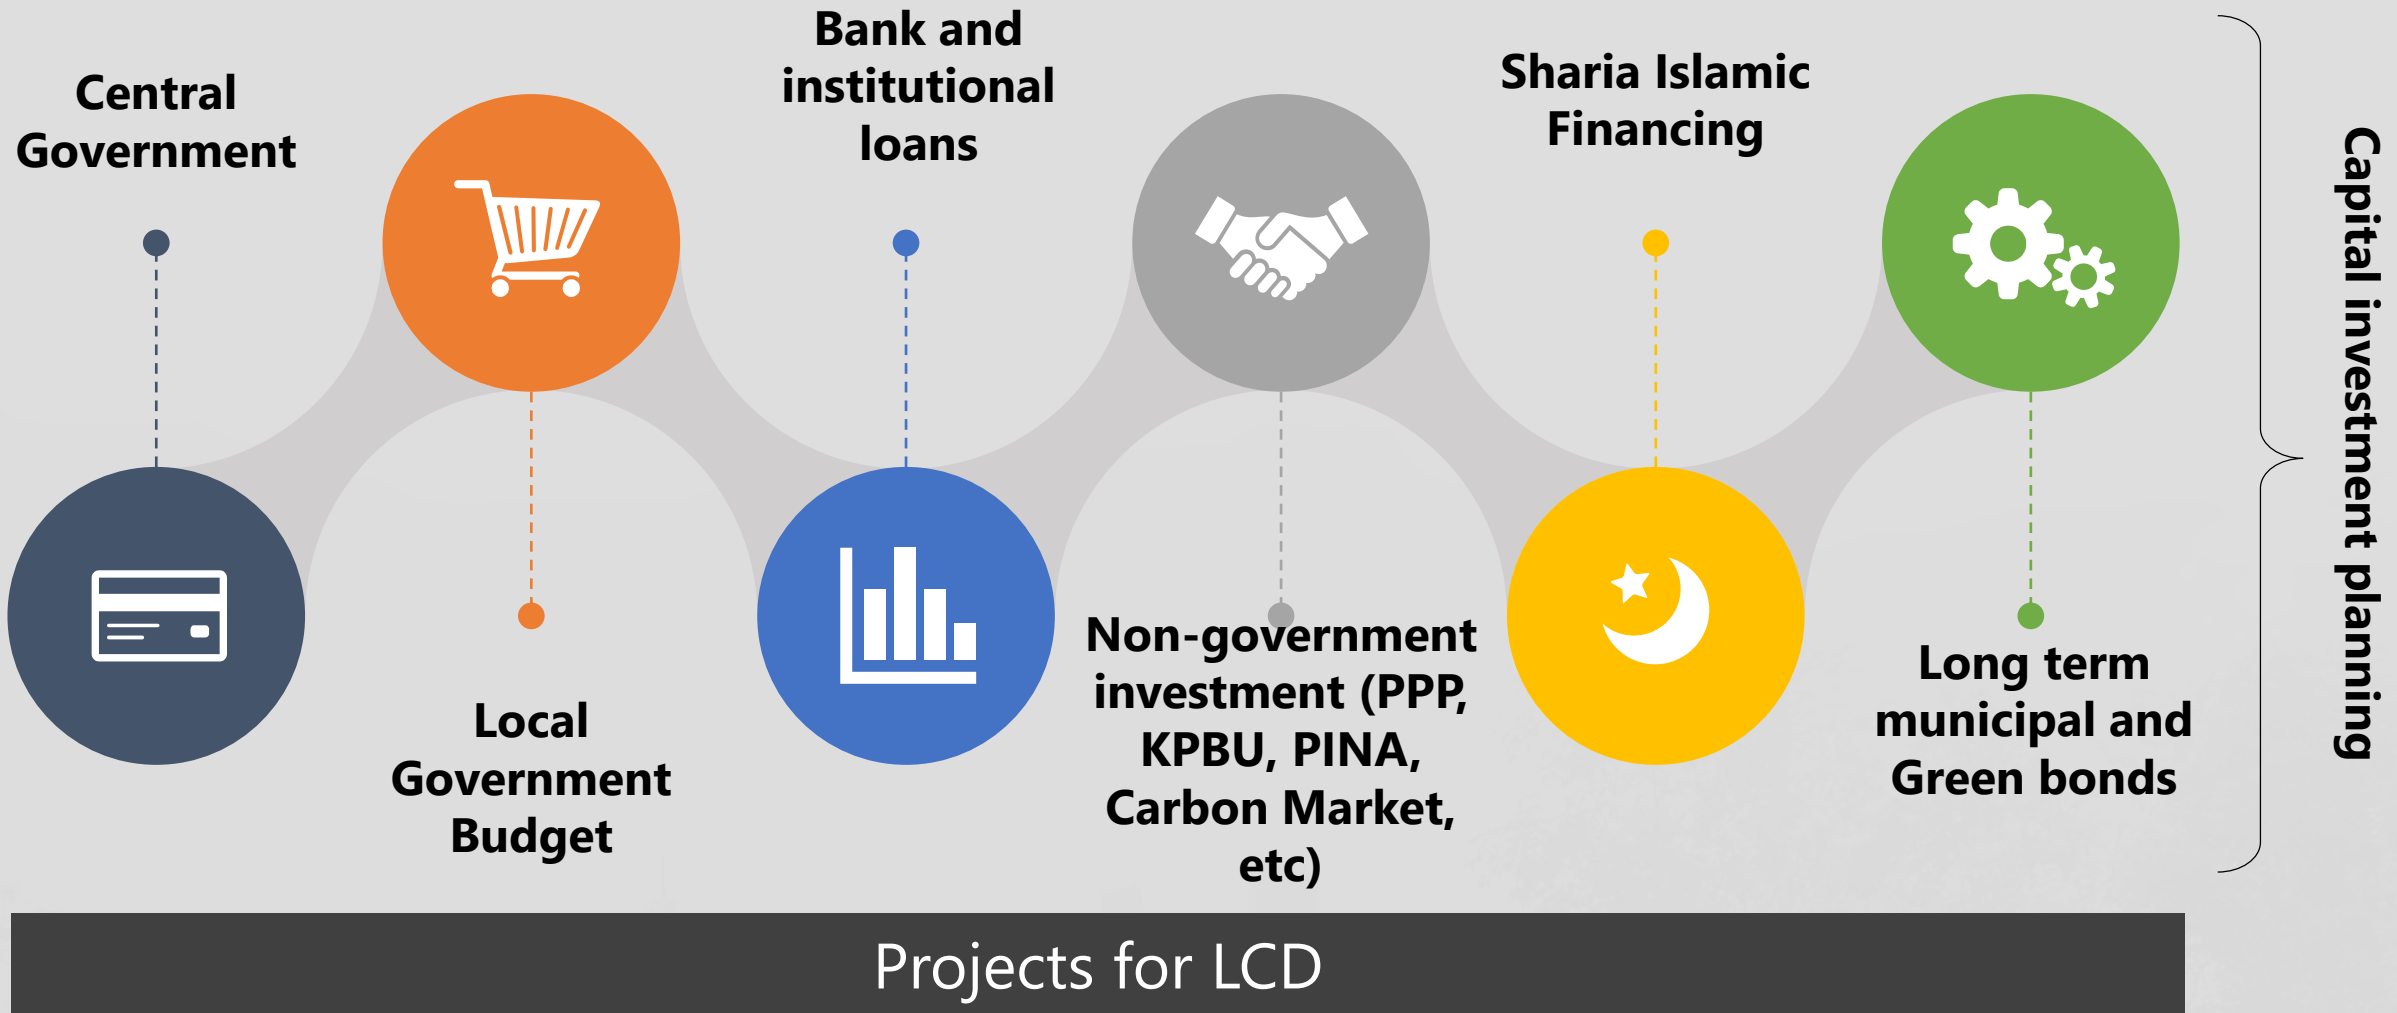 Central
Government
Local
Government
Budget
Bank and
institutional
loans
Non-government
investment (PPP,
KPBU, PINA,
Carbon Market,
etc)
Sharia Islamic
Financing
Long term
municipal and
Green bonds
Capital investment planning
Projects for LCD